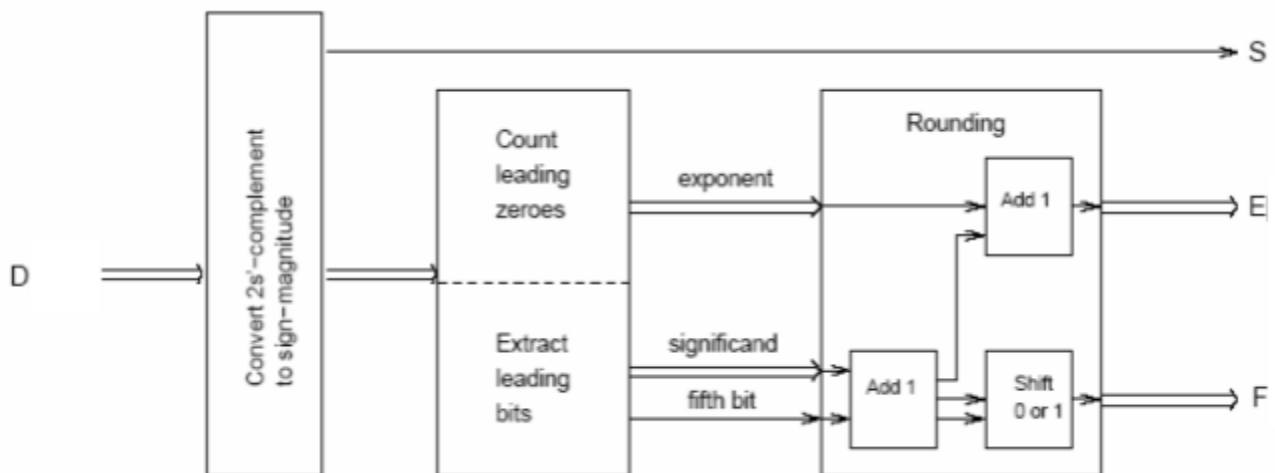 D
Convert 2s'-complement
to sign-magnitude
Count
leading
zeroes
Extract
leading
bits
exponent
significand
fifth bit
Rounding
Add 1
Add 1
Shift
0 or 1
S
E
F